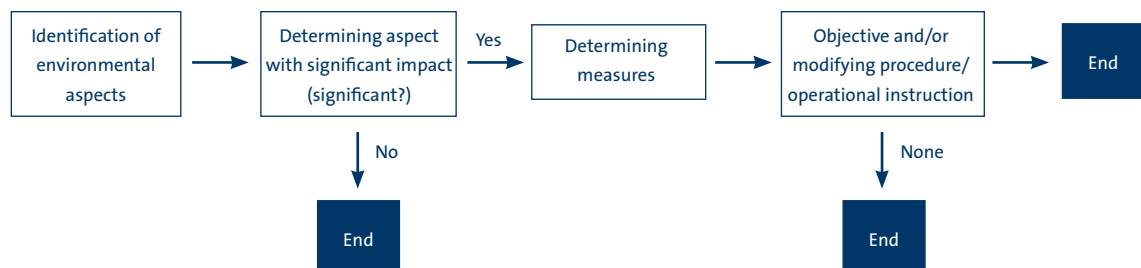 Identification of
environmental
aspects
Determining aspect
with significant impact
(significant?)
Yes
Determining
measures
Objective and/or
modifying procedure/
operational instruction
End
No
None
End
End